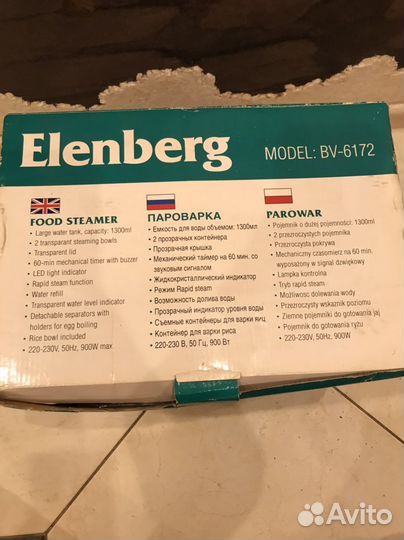 Elenberg
MODEL: BV-6172
FOOD STEAMER
• Large water tank, capacity: 1300ml
• 2 transparant steaming bowls
• Transparent lid
• 60-min mechanical timer with buzzer
• LED light indicator
• Rapid steam function
• Water refill
• Transparent water level indicator
• Detachable separators with
holders for egg boiling
• Rice bowl included
• 220-230V, 50Hz, 900W max
ПАРОВАРКА
• Емкость для воды объемом: 1300мл
• 2 прозрачных контейнера
• Прозрачная крышка
• Механический таймер на 60 мин. со
звуковым сигналом
• Жидкокристаллический индикатор
• Режим Rapid steam
• Возможность долива воды
• Прозрачный индикатор уровня воды
• Съемные контейнеры для варки яиц
• Контейнер для варки риса
• 220-230 В, 50 Гц, 900 Вт
PAROWAR
• Pojemnik o dużej pojemności: 1300ml
• 2 przezroczystych pojemnika
• Przezroczysta pokrywa
• Mechaniczny czasomierz na 60 min.
wyposażony w signał dźwiękowy
• Lampka kontrolna
• Tryb rapid steam
• Możliwosc dolewania wody
• Przezroczysty wskaznik poziomu
• Ziemne pojemniki do gotowania jaj
• Pojemnik do gotowania ryżu
• 220-230V, 50Hz, 900W
Avito